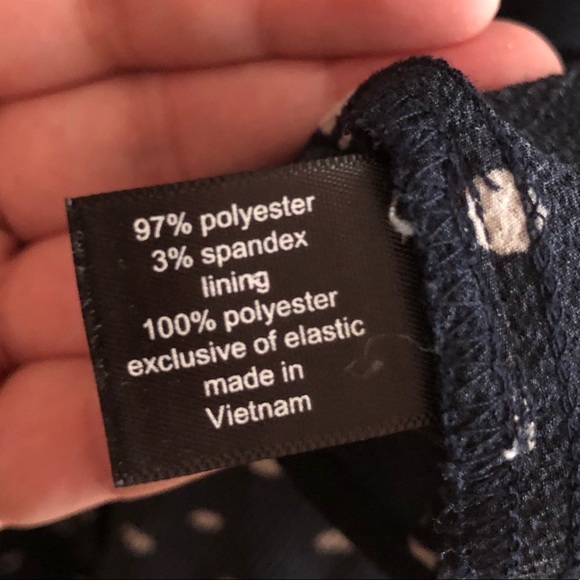 97% polyester
3% spandex
lining
100% polyester
exclusive of elastic
made in
Vietnam